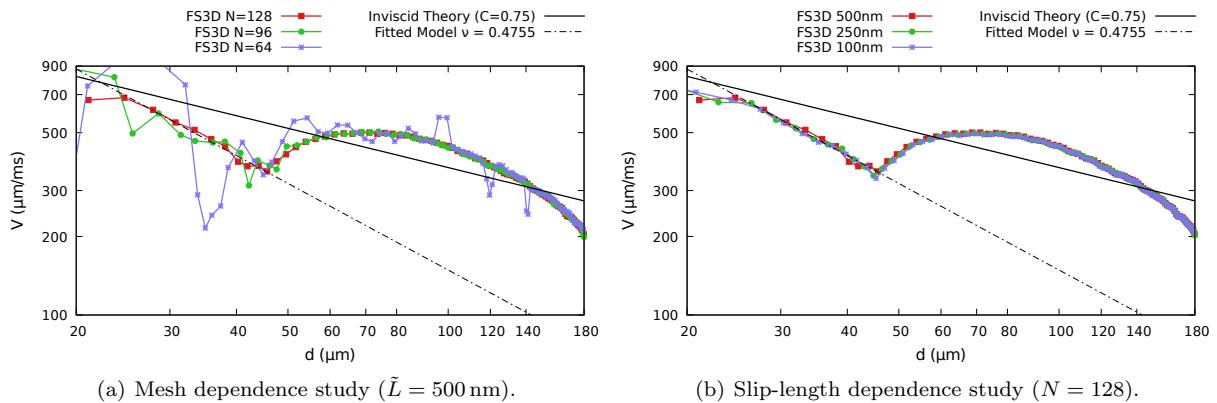 FS3D N=128
FS3D N=96
FS3D N=64
Inviscid Theory (C=0.75)
Fitted Model ν = 0.4755
900
700
500
300
200
100
V (µm/ms)
20 30 40 50 60 70 80 100 120 140 180
d (µm)
(a) Mesh dependence study (L̃ = 500 nm).
FS3D 500nm
FS3D 250nm
FS3D 100nm
Inviscid Theory (C=0.75)
Fitted Model ν = 0.4755
900
700
500
300
200
100
V (µm/ms)
20 30 40 50 60 70 80 100 120 140 180
d (µm)
(b) Slip-length dependence study (N = 128).